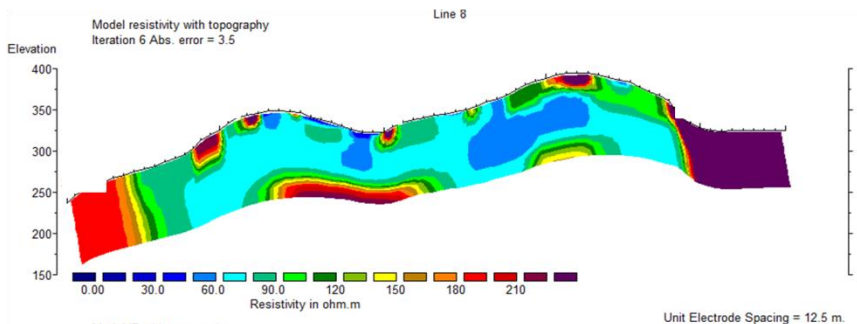 Line 8
Model resistivity with topography
Iteration 6 Abs. error = 3.5
Elevation
400
350
300
250
200
150
0.00 30.0 60.0 90.0 120 150 180 210
Resistivity in ohm.m
Unit Electrode Spacing = 12.5 m.